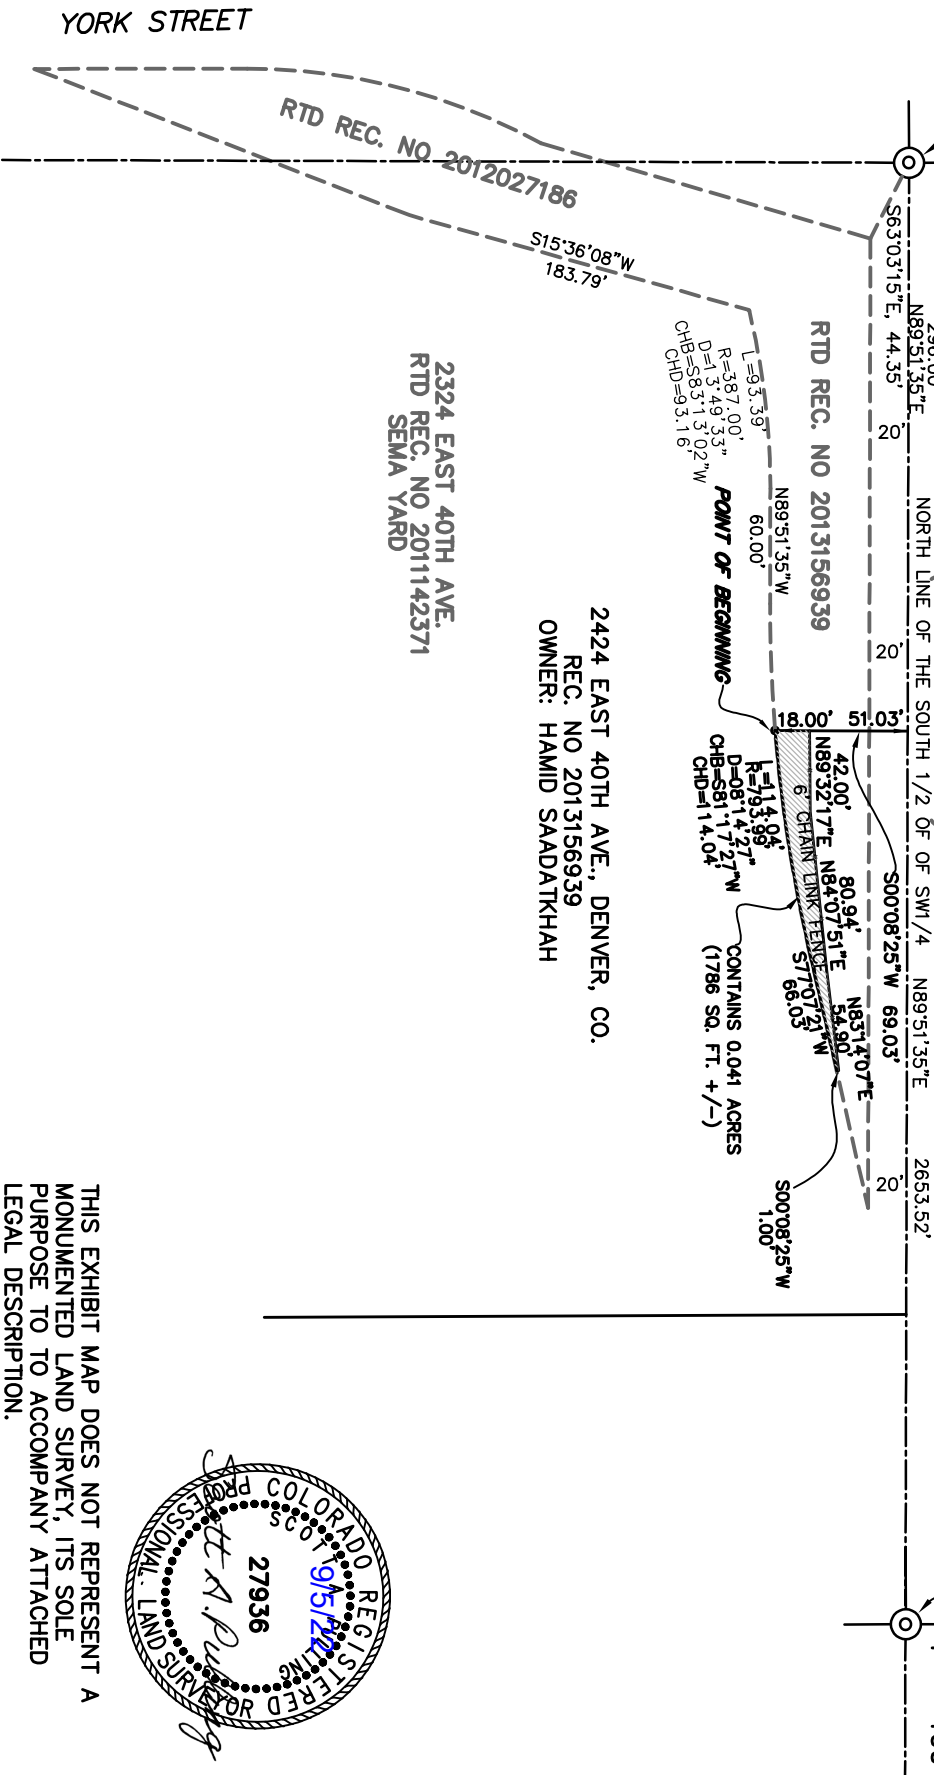 YORK STREET
RTD REC. NO 2012027186
S15°36'08"W
183.79'
S63°03'15"E, 44.35'
N89°51'35"E
20'
NORTH LINE OF THE SOUTH 1/2 OF OF SW1/4
N89°51'35"E
2653.52'
20'
20'
RTD REC. NO 2013156939
L=93.39'
R=387.00'
D=13°49'33"
CHB=S83°13'02"W
CHD=93.16'
N89°51'35"W
60.00'
POINT OF BEGINNING
18.00'
51.03'
S00°08'25"W 69.03'
42.00'
N89°32'17"E
80.94'
N84°07'51"E
N83°14'07"E
54.90'
6' CHAIN LINK FENCE
S77°07'21"W
66.03'
L=114.04'
R=793.99'
D=08°14'27"
CHB=S81°17'27"W
CHD=114.04'
CONTAINS 0.041 ACRES
(1786 SQ. FT. +/-)
S00°08'25"W
1.00'
2324 EAST 40TH AVE.
RTD REC. NO 2011142371
SEMA YARD
2424 EAST 40TH AVE., DENVER, CO.
REC. NO 2013156939
OWNER: HAMID SAADATKHAH
COLORADO REGISTERED
PROFESSIONAL LAND SURVEYOR
SCOTT A. PULING
9/5/22
27936
THIS EXHIBIT MAP DOES NOT REPRESENT A
MONUMENTED LAND SURVEY, ITS SOLE
PURPOSE TO TO ACCOMPANY ATTACHED
LEGAL DESCRIPTION.